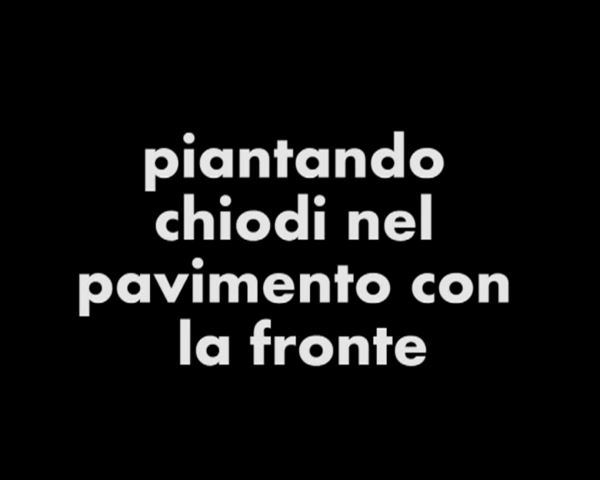 piantando
chiodi nel
pavimento con
la fronte